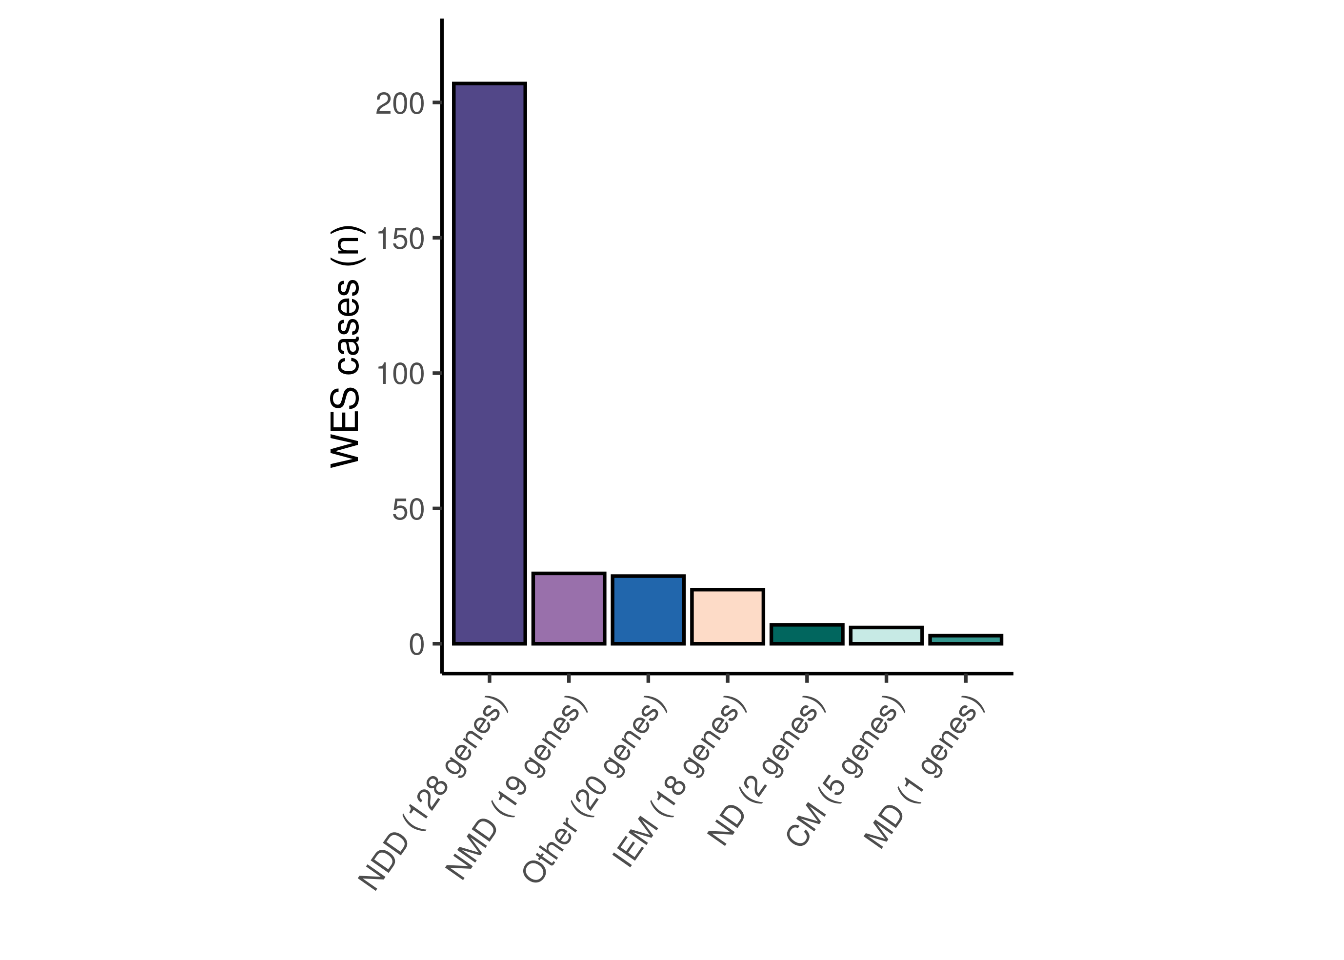 WES cases (n)
200
150
100
50
0
NDD (128 genes)
NMD (19 genes)
Other (20 genes)
IEM (18 genes)
ND (2 genes)
CM (5 genes)
MD (1 genes)